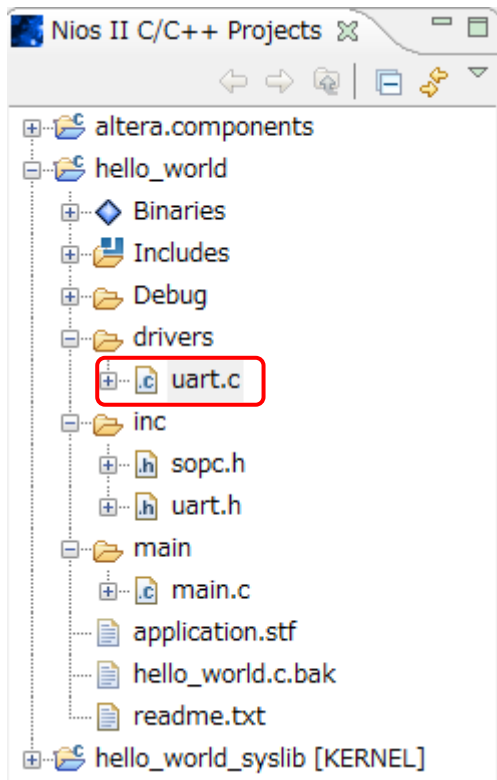 Nios II C/C++ Projects
altera.components
hello_world
Binaries
Includes
Debug
drivers
.c uart.c
inc
.h sopc.h
.h uart.h
main
.c main.c
application.stf
hello_world.c.bak
readme.txt
hello_world_syslib [KERNEL]